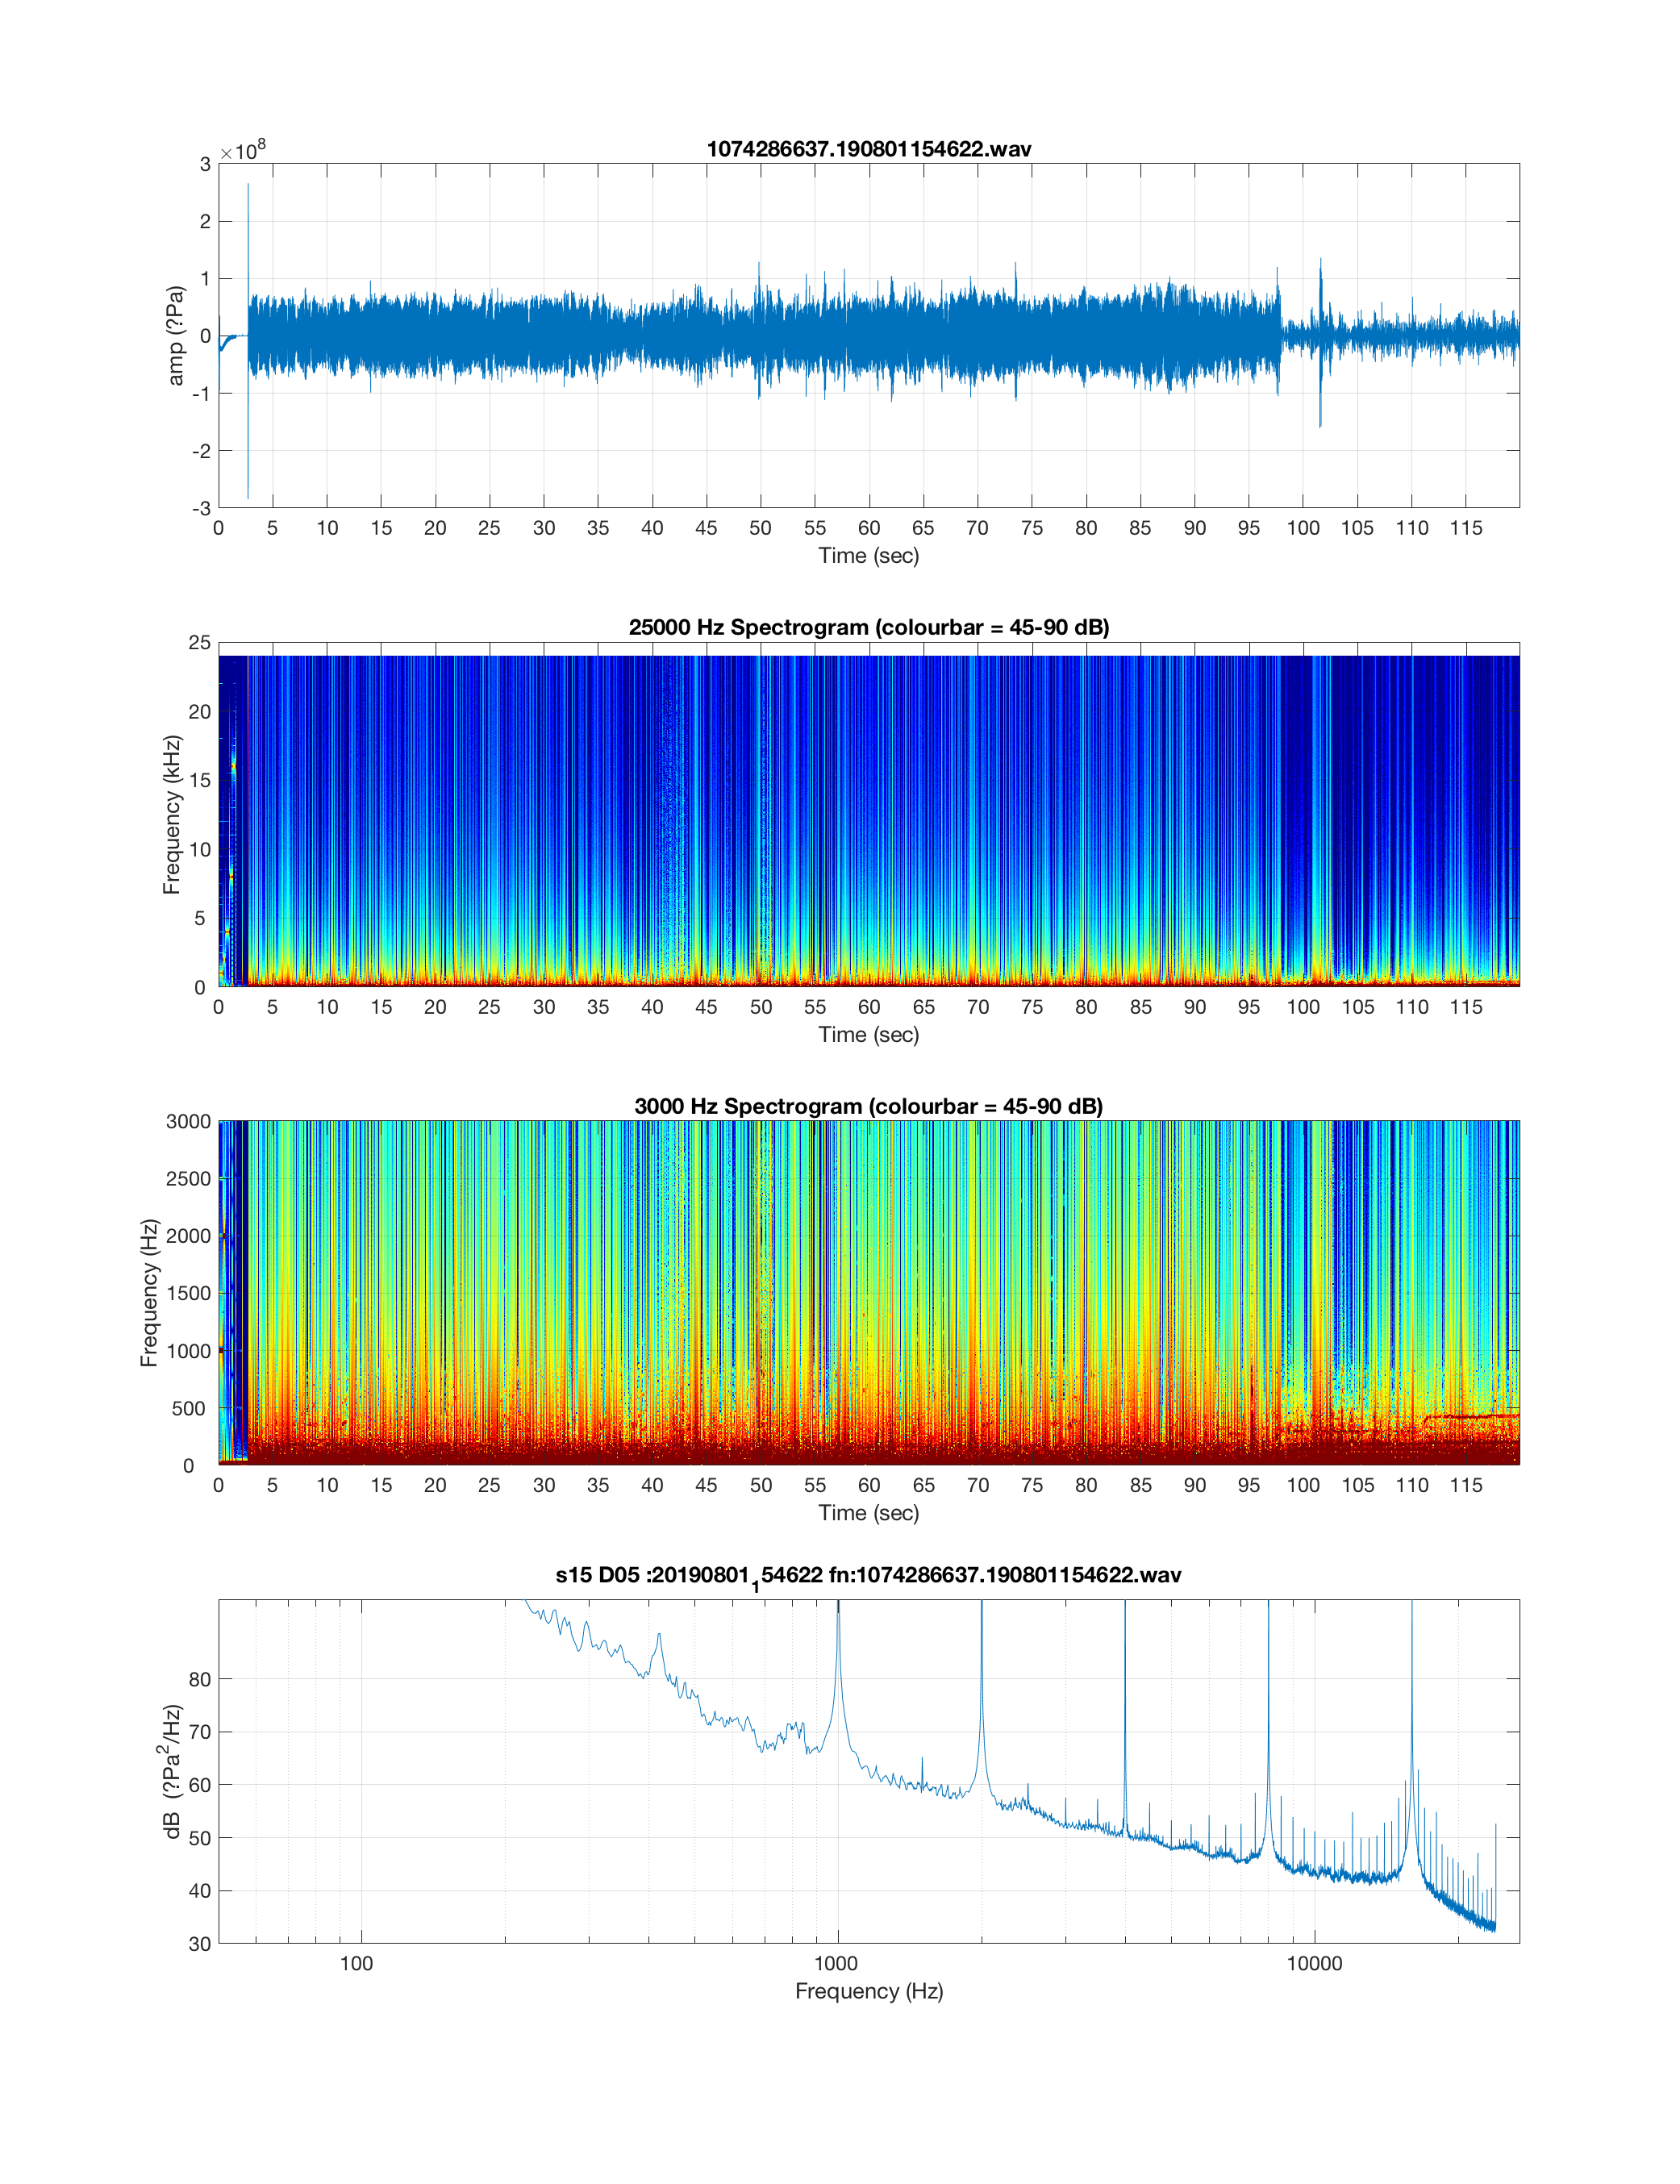 ×10^8
1074286637.190801154622.wav
3
2
1
0
-1
-2
-3
amp (?Pa)
0 5 10 15 20 25 30 35 40 45 50 55 60 65 70 75 80 85 90 95 100 105 110 115
Time (sec)
25000 Hz Spectrogram (colourbar = 45-90 dB)
25
20
15
10
5
0
Frequency (kHz)
0 5 10 15 20 25 30 35 40 45 50 55 60 65 70 75 80 85 90 95 100 105 110 115
Time (sec)
3000 Hz Spectrogram (colourbar = 45-90 dB)
3000
2500
2000
1500
1000
500
0
Frequency (Hz)
0 5 10 15 20 25 30 35 40 45 50 55 60 65 70 75 80 85 90 95 100 105 110 115
Time (sec)
s15 D05 :20190801₁54622 fn:1074286637.190801154622.wav
80
70
60
50
40
30
dB (?Pa²/Hz)
100 1000 10000
Frequency (Hz)